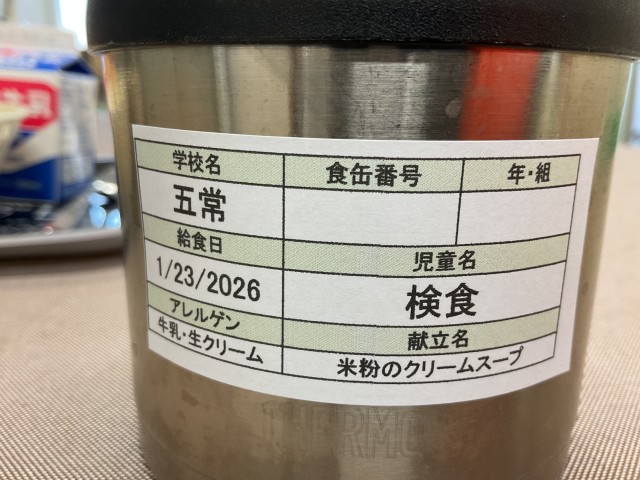 学校名 食缶番号 年・組
五常
給食日 児童名
1/23/2026 検食
アレルゲン 献立名
牛乳・生クリーム 米粉のクリームスープ
THERMO